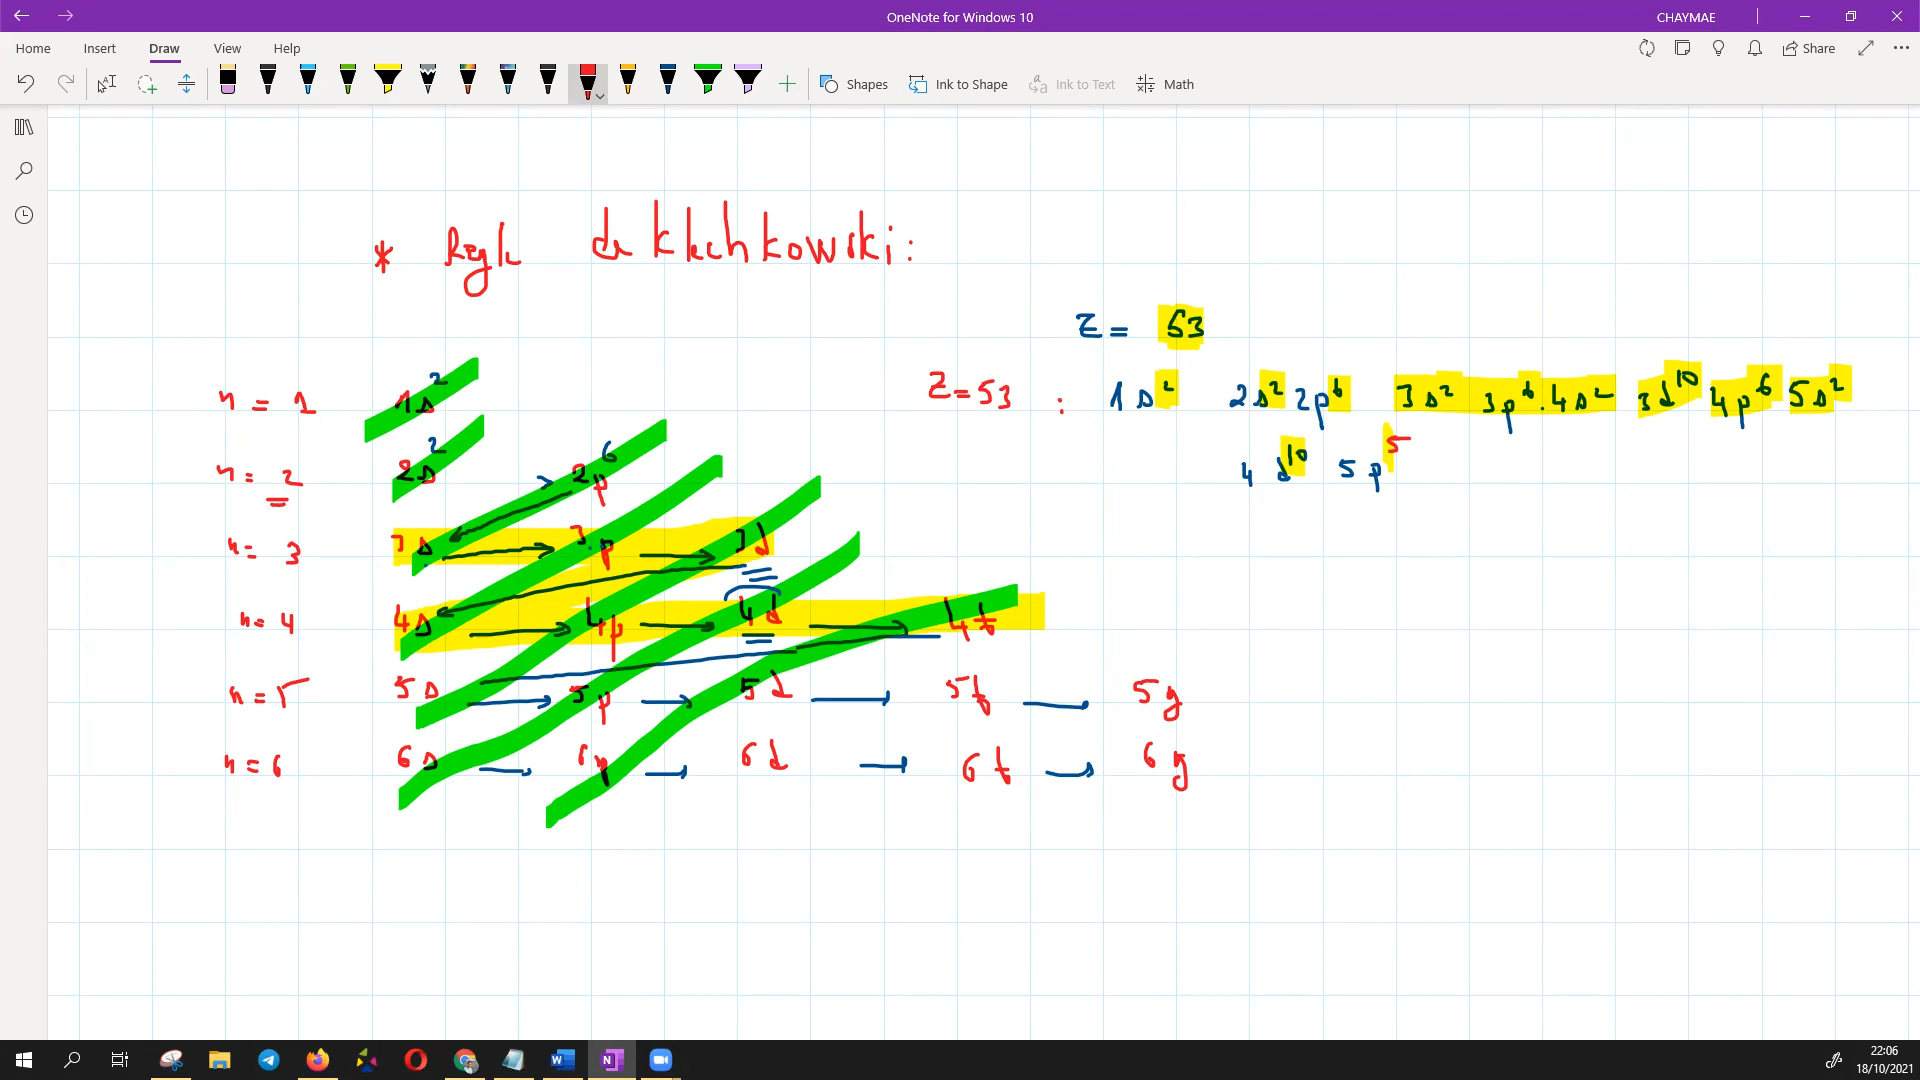 OneNote for Windows 10
CHAYMAE
Home Insert Draw View Help
Share
Shapes Ink to Shape Ink to Text Math
* Regle de Klechkowski:
Z = 53
Z=53 : 1s² 2s² 2p⁶ 3s² 3p⁶ 4s² 3d¹⁰ 4p⁶ 5s²
4d¹⁰ 5p⁵
n = 1 1s²
n = 2 2s² 2p⁶
n = 3 3s 3p 3d
n = 4 4s 4p 4d 4f
n = 5 5s 5p 5d 5f 5g
n = 6 6s 6p 6d 6f 6g
22:06
18/10/2021